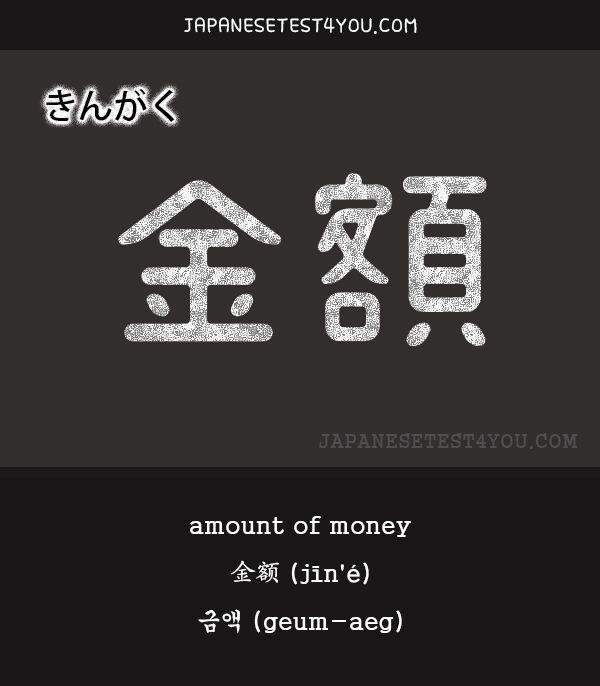 JAPANESETEST4YOU.COM
きんがく
金額
JAPANESETEST4YOU.COM
amount of money
金额 (jīn'é)
금액 (geum-aeg)